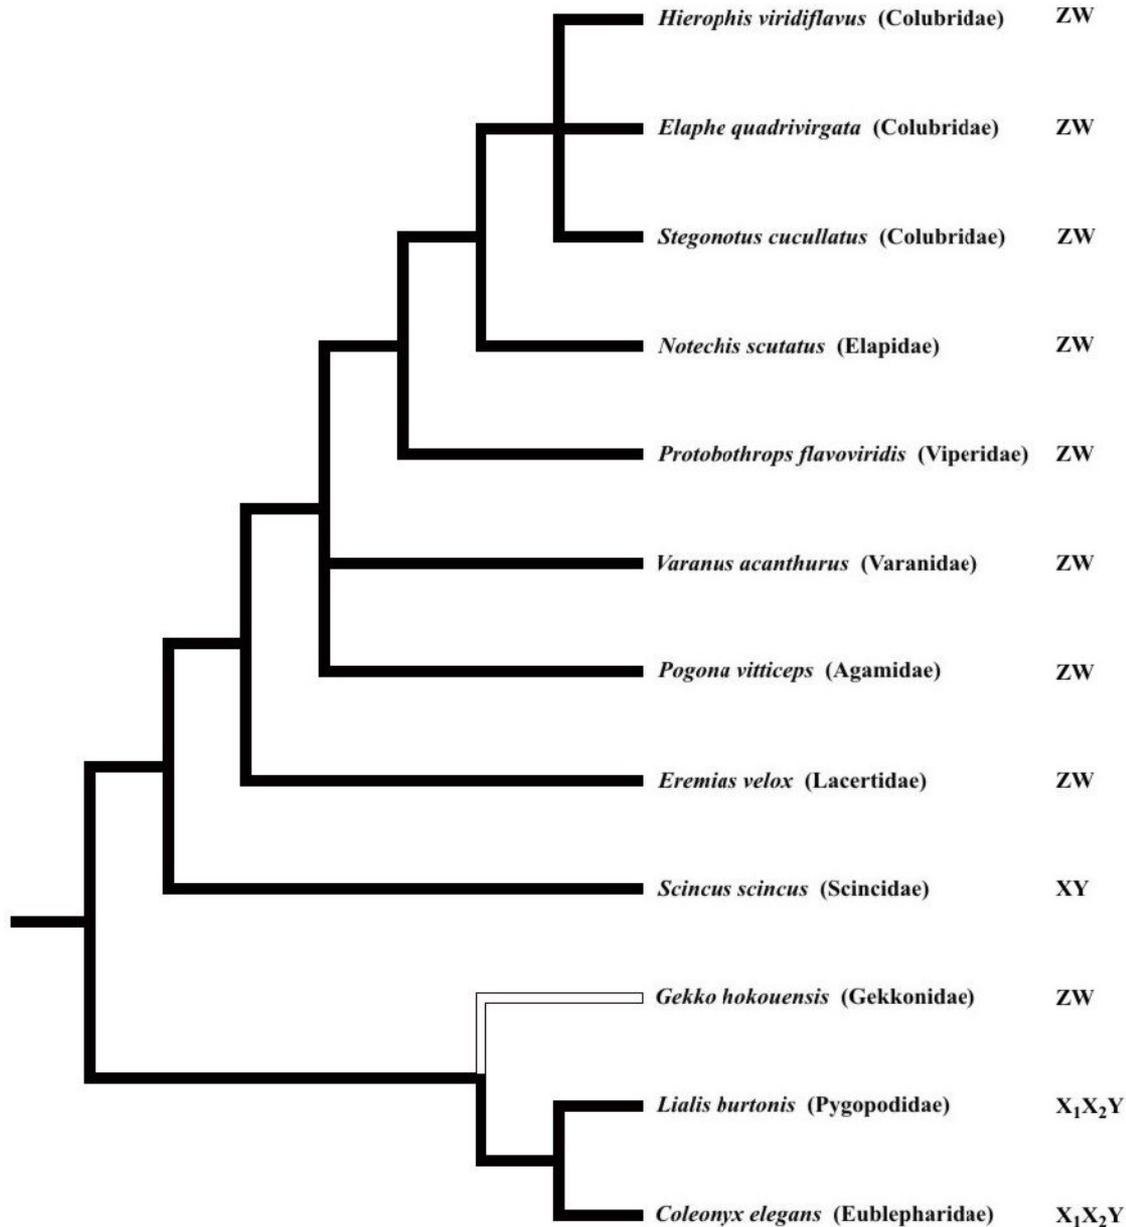 Hierophis viridiflavus (Colubridae) ZW
Elaphe quadrivirgata (Colubridae) ZW
Stegonotus cucullatus (Colubridae) ZW
Notechis scutatus (Elapidae) ZW
Protobothrops flavoviridis (Viperidae) ZW
Varanus acanthurus (Varanidae) ZW
Pogona vitticeps (Agamidae) ZW
Eremias velox (Lacertidae) ZW
Scincus scincus (Scincidae) XY
Gekko hokouensis (Gekkonidae) ZW
Lialis burtonis (Pygopodidae) X₁X₂Y
Coleonyx elegans (Eublepharidae) X₁X₂Y